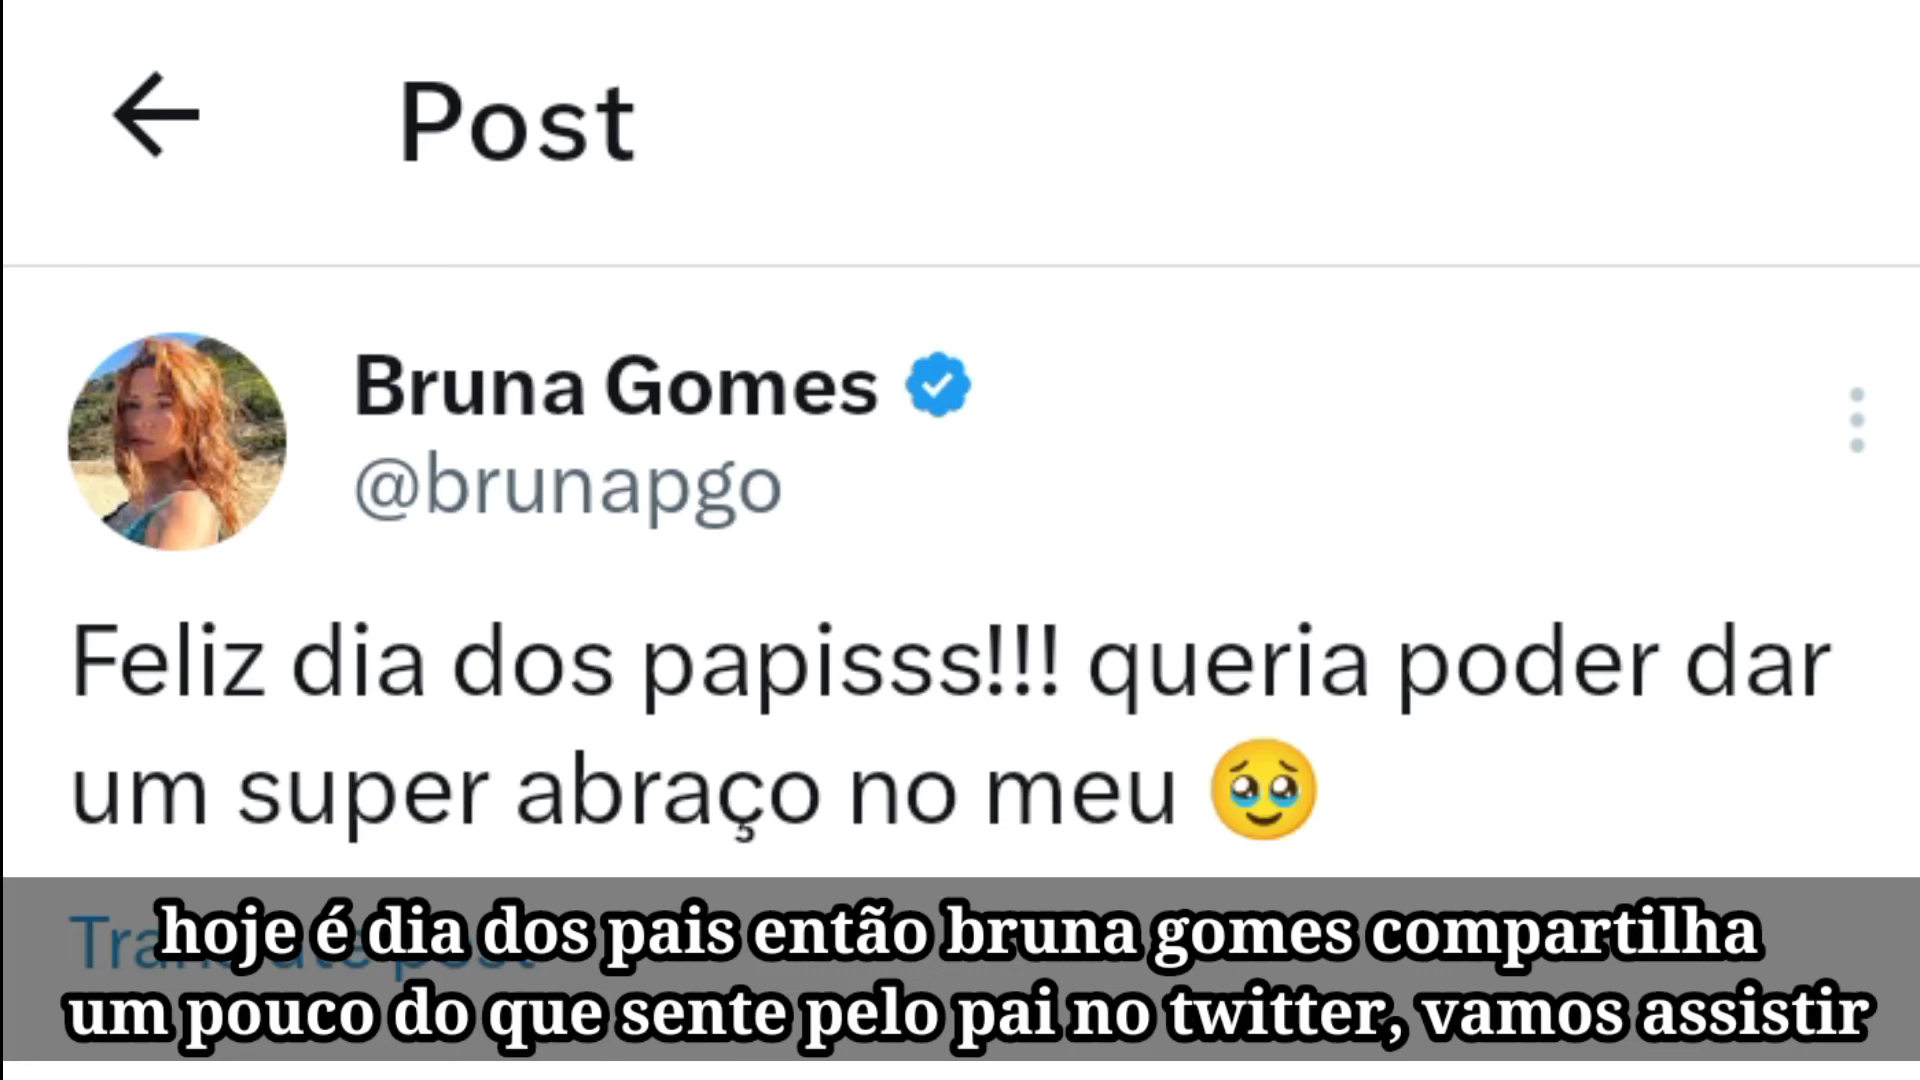 Post
Bruna Gomes
@brunapgo
Feliz dia dos papisss!!! queria poder dar
um super abraço no meu 🥹
hoje é dia dos pais então bruna gomes compartilha
um pouco do que sente pelo pai no twitter, vamos assistir